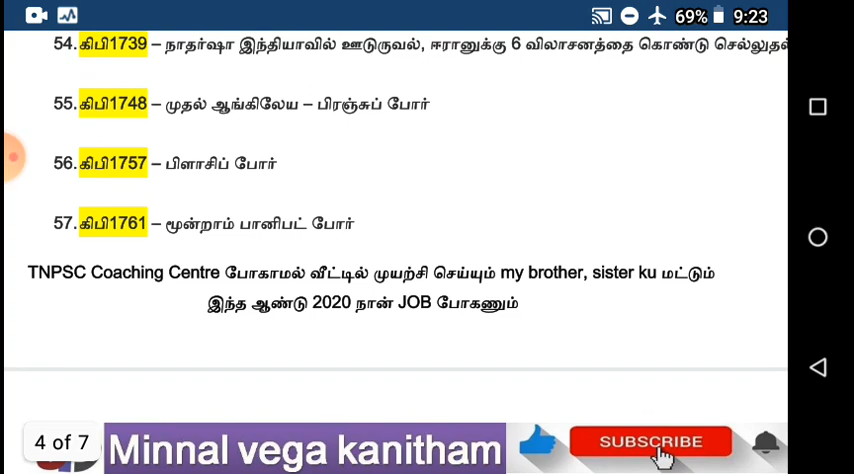 69% 9:23
54. கிபி1739 – நாதர்ஷா இந்தியாவில் ஊடுருவல், ஈரானுக்கு 6 விலாசனத்தை கொண்டு செல்லுதல்
55. கிபி1748 – முதல் ஆங்கிலேய – பிரஞ்சுப் போர்
56. கிபி1757 – பிளாசிப் போர்
57. கிபி1761 – மூன்றாம் பானிபட் போர்
TNPSC Coaching Centre போகாமல் வீட்டில் முயற்சி செய்யும் my brother, sister ku மட்டும்
இந்த ஆண்டு 2020 நான் JOB போகணும்
4 of 7 Minnal vega kanitham SUBSCRIBE